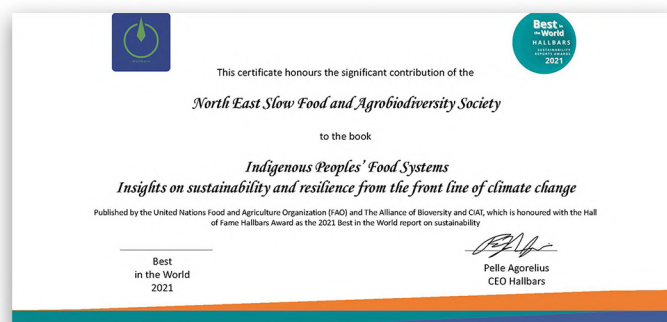 Hallbars
Best in
the World
HALLBARS
SUSTAINABILITY
REPORTS AWARDS
2021
This certificate honours the significant contribution of the
North East Slow Food and Agrobiodiversity Society
to the book
Indigenous Peoples' Food Systems
Insights on sustainability and resilience from the front line of climate change
Published by the United Nations Food and Agriculture Organization (FAO) and The Alliance of Bioversity and CIAT, which is honoured with the Hall
of Fame Hallbars Award as the 2021 Best in the World report on sustainability
Best
in the World
2021
Pelle Agorelius
CEO Hallbars